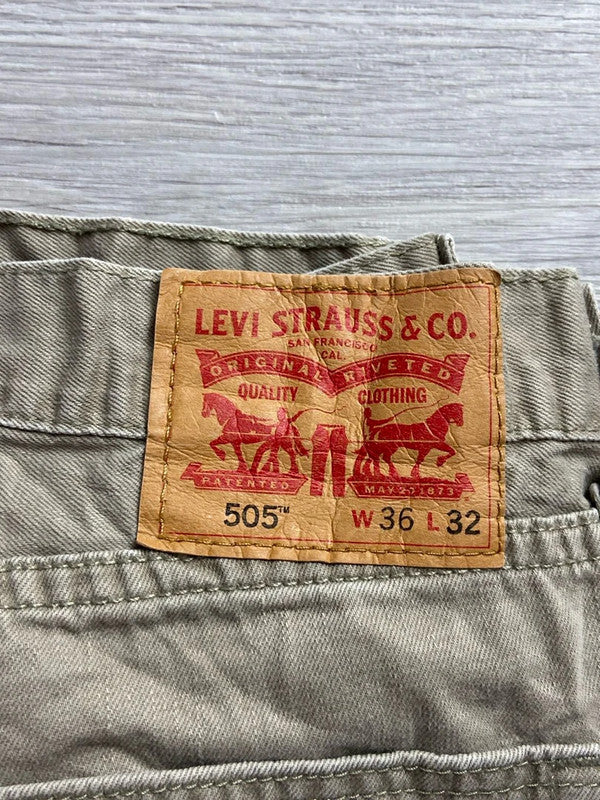 LEVI STRAUSS & CO.
SAN FRANCISCO
CAL.
ORIGINAL RIVETED
QUALITY CLOTHING
PATENTED MAY 20 1873
505™ W 36 L 32